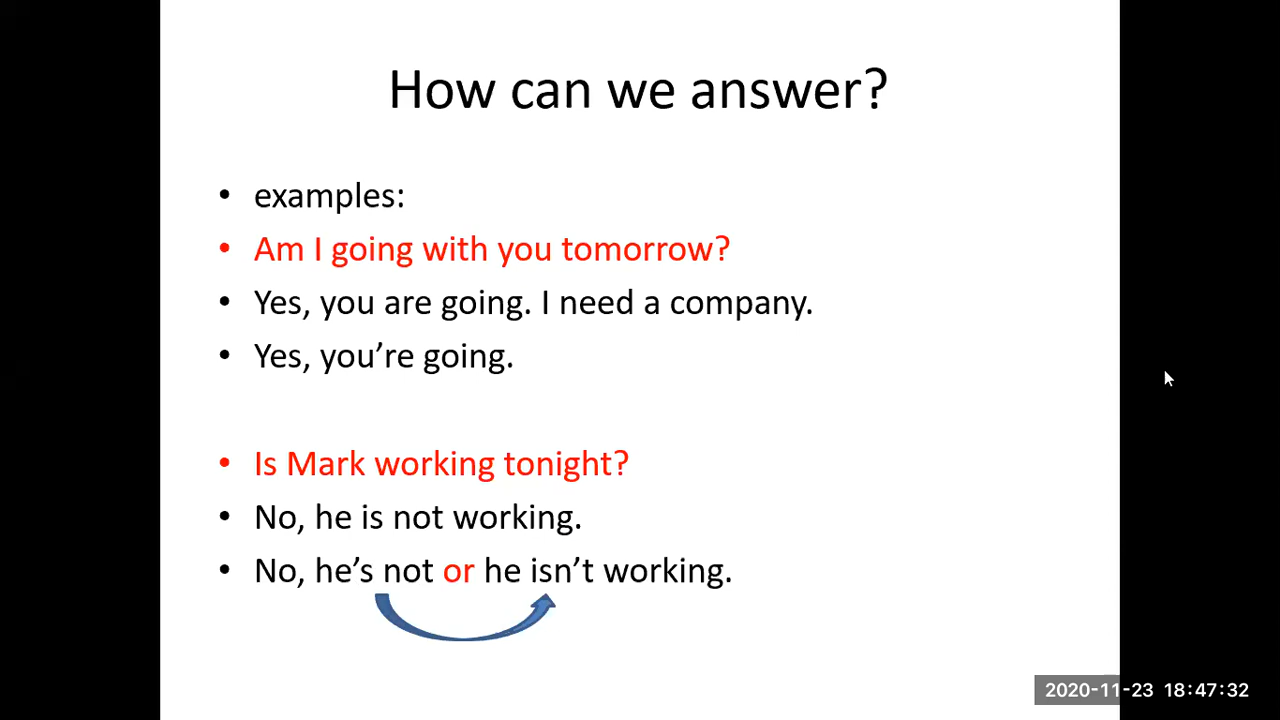 How can we answer?
• examples:
• Am I going with you tomorrow?
• Yes, you are going. I need a company.
• Yes, you’re going.
• Is Mark working tonight?
• No, he is not working.
• No, he’s not or he isn’t working.
2020-11-23 18:47:32